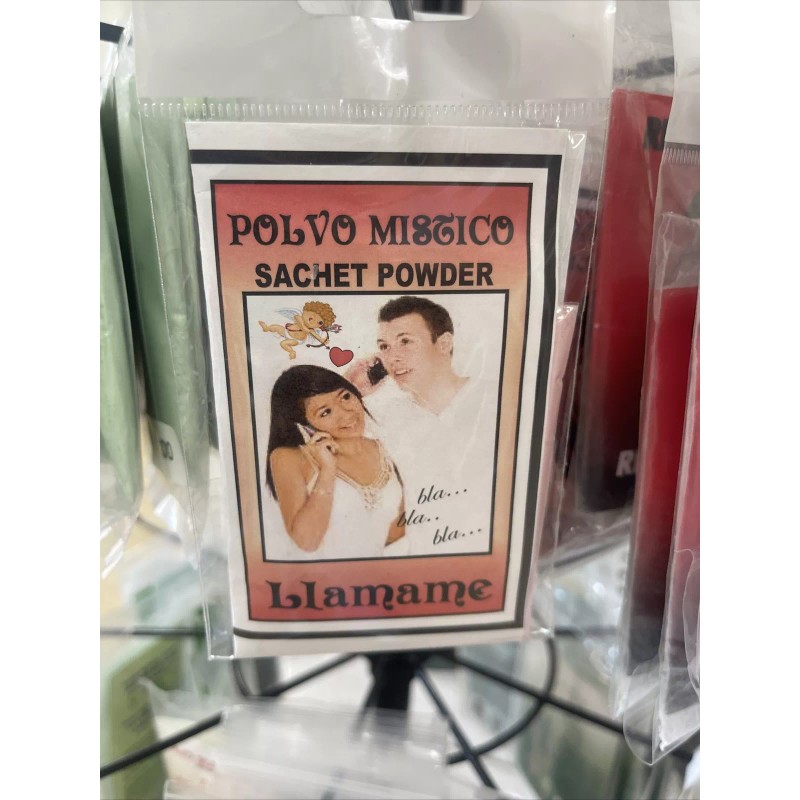 POLVO MISTICO
SACHET POWDER
bla...
bla..
bla...
Llamame